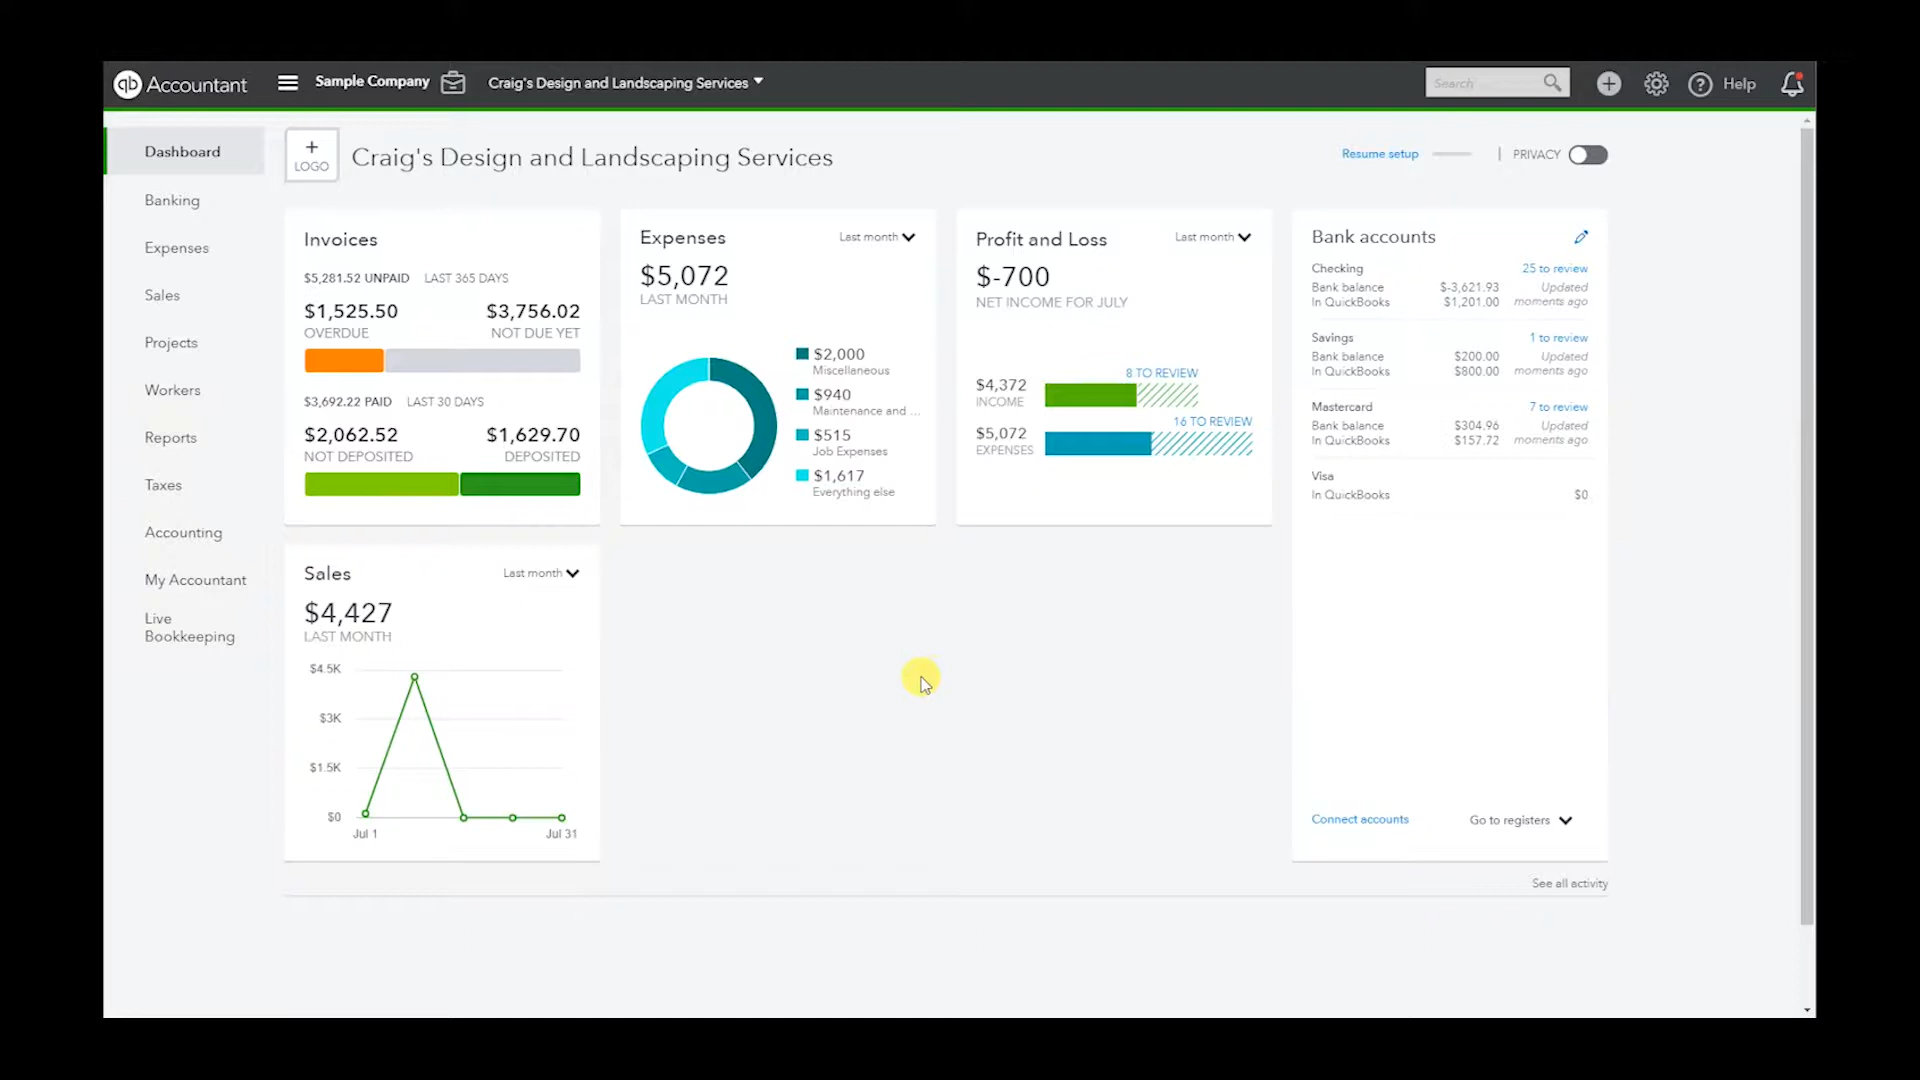 qb Accountant
Sample Company
Craig's Design and Landscaping Services
Search
Help
Dashboard
Banking
Expenses
Sales
Projects
Workers
Reports
Taxes
Accounting
My Accountant
Live
Bookkeeping
+
LOGO
Craig's Design and Landscaping Services
Resume setup
PRIVACY
Invoices
$5,281.52 UNPAID LAST 365 DAYS
$1,525.50 $3,756.02
OVERDUE NOT DUE YET
$3,692.22 PAID LAST 30 DAYS
$2,062.52 $1,629.70
NOT DEPOSITED DEPOSITED
Expenses
Last month
$5,072
LAST MONTH
$2,000
Miscellaneous
$940
Maintenance and ...
$515
Job Expenses
$1,617
Everything else
Profit and Loss
Last month
$-700
NET INCOME FOR JULY
8 TO REVIEW
$4,372
INCOME
16 TO REVIEW
$5,072
EXPENSES
Bank accounts
Checking 25 to review
Bank balance $-3,621.93 Updated
In QuickBooks $1,201.00 moments ago
Savings 1 to review
Bank balance $200.00 Updated
In QuickBooks $800.00 moments ago
Mastercard 7 to review
Bank balance $304.96 Updated
In QuickBooks $157.72 moments ago
Visa
In QuickBooks $0
Connect accounts
Go to registers
Sales
Last month
$4,427
LAST MONTH
$4.5K
$3K
$1.5K
$0
Jul 1 Jul 31
See all activity